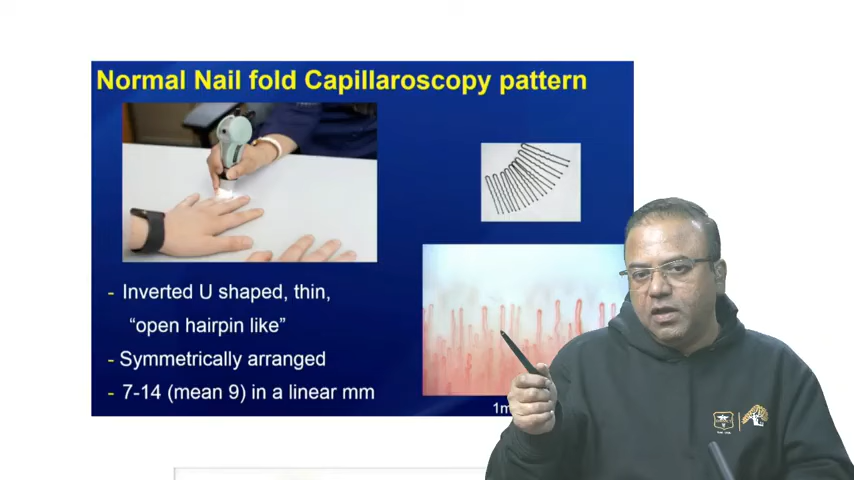 Normal Nail fold Capillaroscopy pattern
- Inverted U shaped, thin,
"open hairpin like"
- Symmetrically arranged
- 7-14 (mean 9) in a linear mm